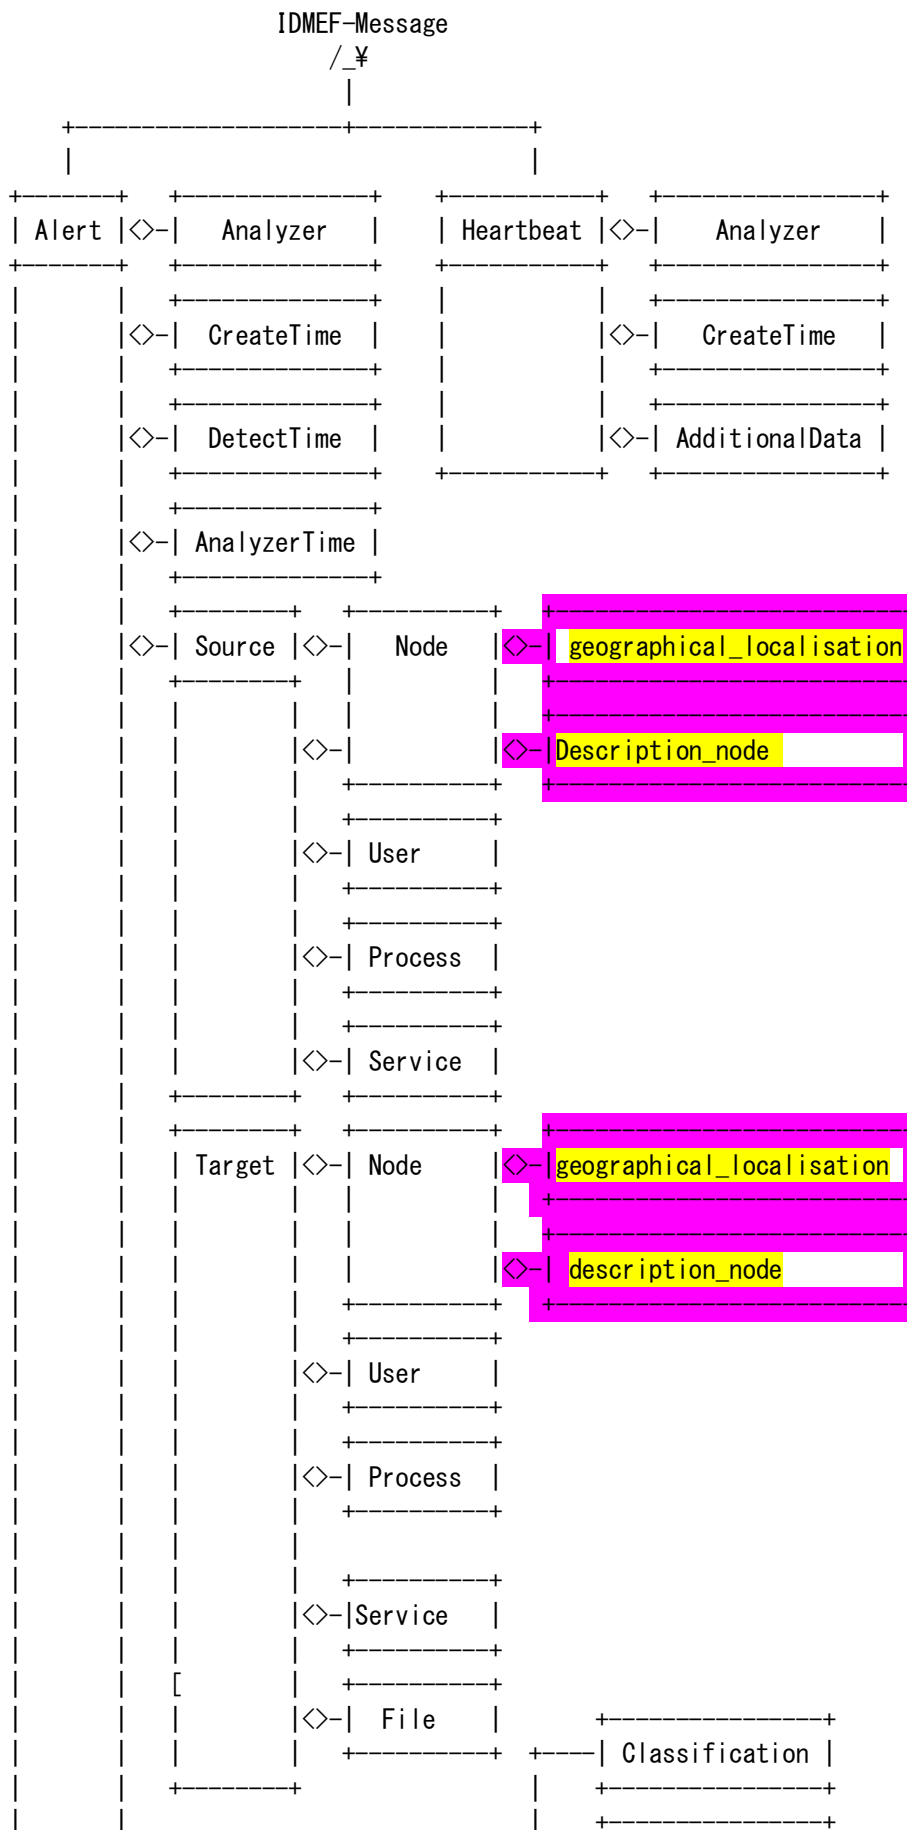 IDMEF-Message
/_¥
|
+--------------------+-------------+
| |
+-------+ +--------------+ +-----------+ +----------------+
| Alert |<>-| Analyzer | | Heartbeat |<>-| Analyzer |
+-------+ +--------------+ +-----------+ +----------------+
| | +--------------+ | | +----------------+
| |<>-| CreateTime | | |<>-| CreateTime |
| | +--------------+ | | +----------------+
| | +--------------+ | | +----------------+
| |<>-| DetectTime | | |<>-| AdditionalData |
| | +--------------+ +-----------+ +----------------+
| | +--------------+
| |<>-| AnalyzerTime |
| | +--------------+
| | +--------+ +----------+ +--------------------------
| |<>-| Source |<>-| Node |<>-| geographical_localisation
| | +--------+ | | +--------------------------
| | | | | | +--------------------------
| | | |<>-| |<>-|Description_node
| | | | +----------+ +--------------------------
| | | | +----------+
| | | |<>-| User |
| | | | +----------+
| | | | +----------+
| | | |<>-| Process |
| | | | +----------+
| | | | +----------+
| | | |<>-| Service |
| | +--------+ +----------+
| | +--------+ +----------+ +--------------------------
| | | Target |<>-| Node |<>-|geographical_localisation
| | | | | | +--------------------------
| | | | | | +--------------------------
| | | | | |<>-| description_node
| | | | +----------+ +--------------------------
| | | | +----------+
| | | |<>-| User |
| | | | +----------+
| | | | +----------+
| | | |<>-| Process |
| | | | +----------+
| | | |
| | | | +----------+
| | | |<>-|Service |
| | | | +----------+
| | [ | +----------+
| | | |<>-| File | +----------------+
| | | | +----------+ +----| Classification |
| | +--------+ | +----------------+
| | | +----------------+